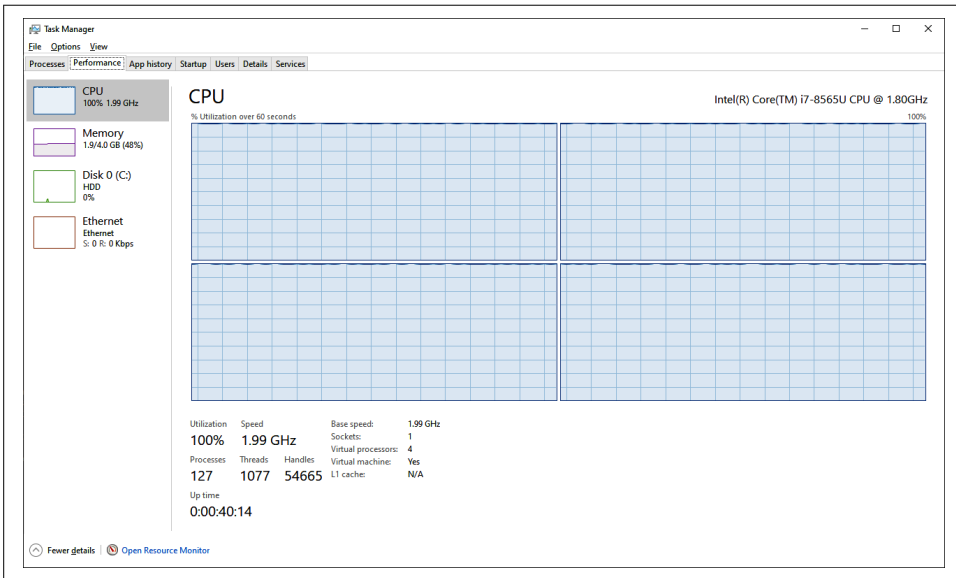 Task Manager
File Options View
Processes Performance App history Startup Users Details Services
CPU
100% 1.99 GHz
Memory
1.9/4.0 GB (48%)
Disk 0 (C:)
HDD
0%
Ethernet
Ethernet
S: 0 R: 0 Kbps
CPU Intel(R) Core(TM) i7-8565U CPU @ 1.80GHz
% Utilization over 60 seconds 100%
Utilization Speed
100% 1.99 GHz
Processes Threads Handles
127 1077 54665
Up time
0:00:40:14
Base speed: 1.99 GHz
Sockets: 1
Virtual processors: 4
Virtual machine: Yes
L1 cache: N/A
Fewer details Open Resource Monitor